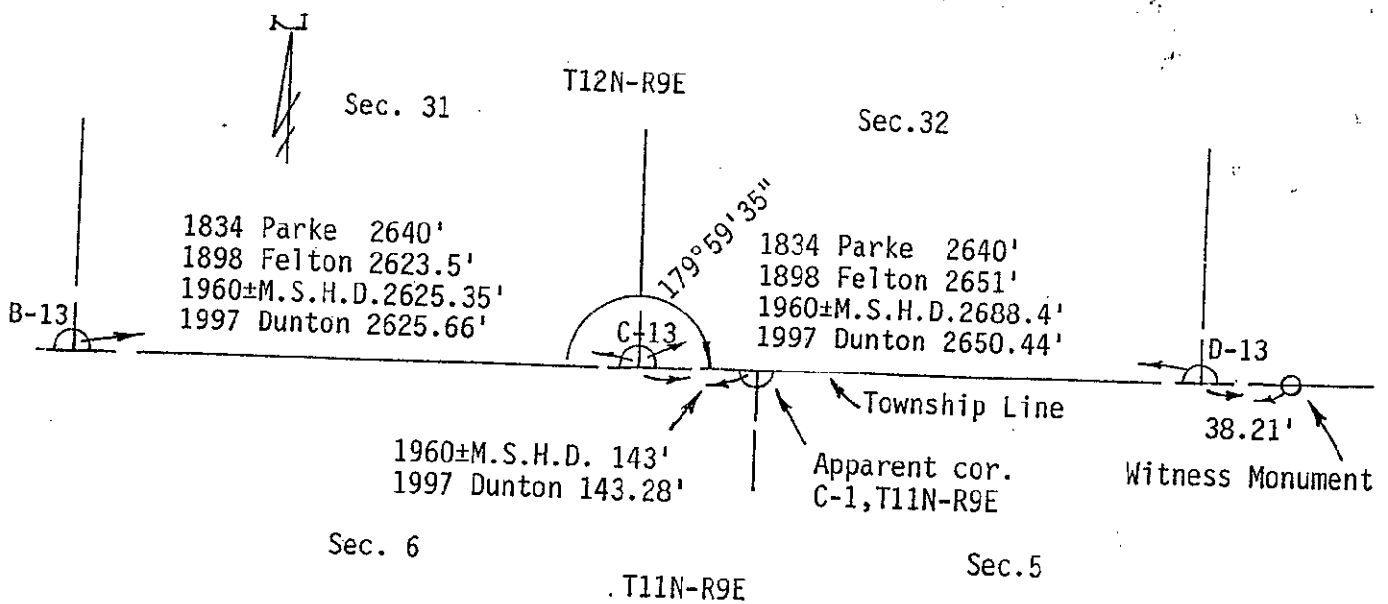 N
T12N-R9E
Sec. 31
Sec.32
1834 Parke 2640'
1898 Felton 2623.5'
1960±M.S.H.D.2625.35'
1997 Dunton 2625.66'
179°59'35"
1834 Parke 2640'
1898 Felton 2651'
1960±M.S.H.D.2688.4'
1997 Dunton 2650.44'
B-13
C-13
D-13
Township Line
38.21'
1960±M.S.H.D. 143'
1997 Dunton 143.28'
Apparent cor.
C-1,T11N-R9E
Witness Monument
Sec. 6
Sec.5
T11N-R9E